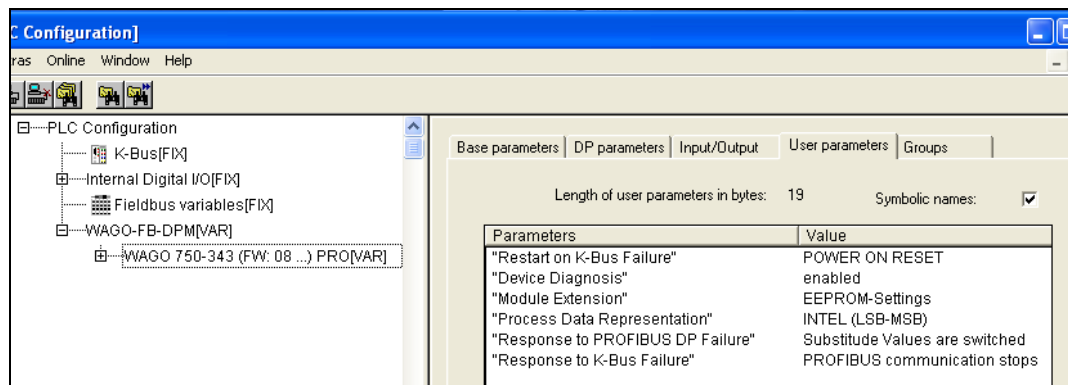 C Configuration]
ras Online Window Help
PLC Configuration
K-Bus[FIX]
Internal Digital I/O[FIX]
Fieldbus variables[FIX]
WAGO-FB-DPM[VAR]
WAGO 750-343 (FW: 08 ...) PRO[VAR]
Base parameters DP parameters Input/Output User parameters Groups
Length of user parameters in bytes: 19 Symbolic names:
Parameters Value
"Restart on K-Bus Failure" POWER ON RESET
"Device Diagnosis" enabled
"Module Extension" EEPROM-Settings
"Process Data Representation" INTEL (LSB-MSB)
"Response to PROFIBUS DP Failure" Substitude Values are switched
"Response to K-Bus Failure" PROFIBUS communication stops